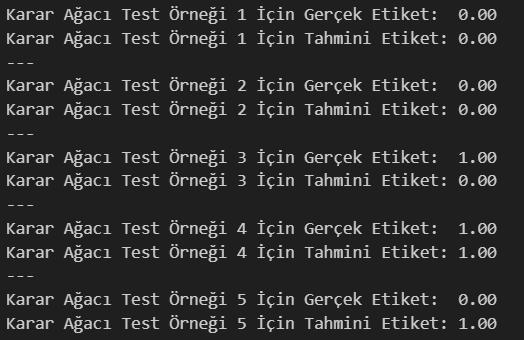 Karar Ağacı Test Örneği 1 İçin Gerçek Etiket:  0.00
Karar Ağacı Test Örneği 1 İçin Tahmini Etiket: 0.00
---
Karar Ağacı Test Örneği 2 İçin Gerçek Etiket:  0.00
Karar Ağacı Test Örneği 2 İçin Tahmini Etiket: 0.00
---
Karar Ağacı Test Örneği 3 İçin Gerçek Etiket:  1.00
Karar Ağacı Test Örneği 3 İçin Tahmini Etiket: 0.00
---
Karar Ağacı Test Örneği 4 İçin Gerçek Etiket:  1.00
Karar Ağacı Test Örneği 4 İçin Tahmini Etiket: 1.00
---
Karar Ağacı Test Örneği 5 İçin Gerçek Etiket:  0.00
Karar Ağacı Test Örneği 5 İçin Tahmini Etiket: 1.00